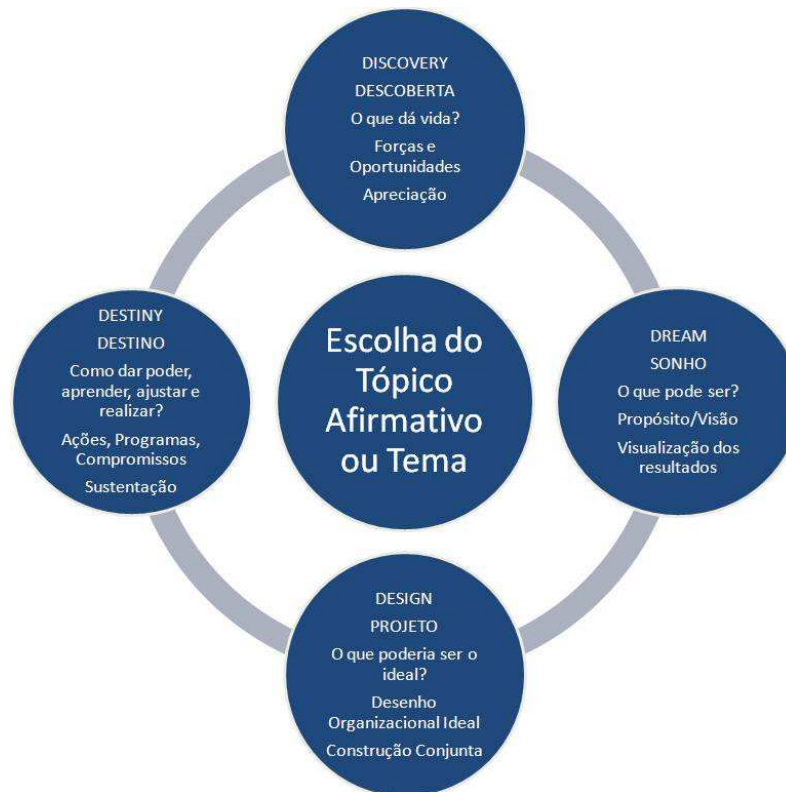 DISCOVERY
DESCOBERTA
O que dá vida?
Forças e
Oportunidades
Apreciação
DREAM
SONHO
O que pode ser?
Propósito/Visão
Visualização dos
resultados
DESIGN
PROJETO
O que poderia ser o
ideal?
Desenho
Organizacional Ideal
Construção Conjunta
DESTINY
DESTINO
Como dar poder,
aprender, ajustar e
realizar?
Ações, Programas,
Compromissos
Sustentação
Escolha do
Tópico
Afirmativo
ou Tema